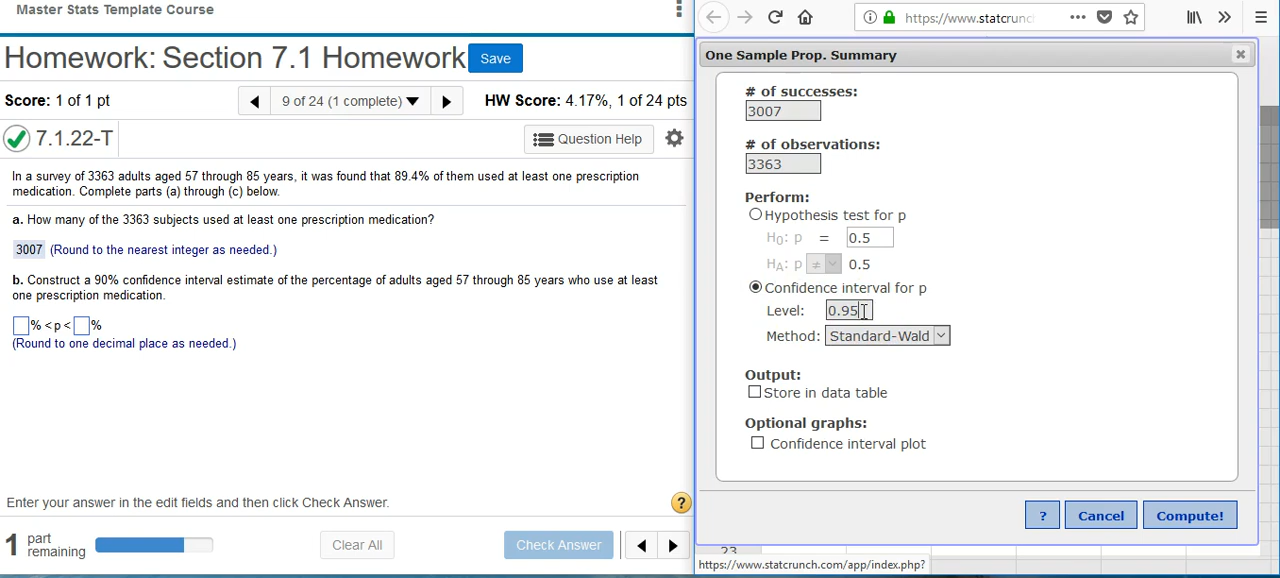 Master Stats Template Course
Homework: Section 7.1 Homework
Save
Score: 1 of 1 pt
9 of 24 (1 complete)
HW Score: 4.17%, 1 of 24 pts
7.1.22-T
Question Help
In a survey of 3363 adults aged 57 through 85 years, it was found that 89.4% of them used at least one prescription
medication. Complete parts (a) through (c) below.
a. How many of the 3363 subjects used at least one prescription medication?
3007 (Round to the nearest integer as needed.)
b. Construct a 90% confidence interval estimate of the percentage of adults aged 57 through 85 years who use at least
one prescription medication.
% < p < %
(Round to one decimal place as needed.)
Enter your answer in the edit fields and then click Check Answer.
?
1 part
remaining
Clear All
Check Answer
https://www.statcrunc
One Sample Prop. Summary
# of successes:
3007
# of observations:
3363
Perform:
Hypothesis test for p
H0: p = 0.5
HA: p ≠ 0.5
Confidence interval for p
Level: 0.95
Method: Standard-Wald
Output:
Store in data table
Optional graphs:
Confidence interval plot
?
Cancel
Compute!
23
https://www.statcrunch.com/app/index.php?